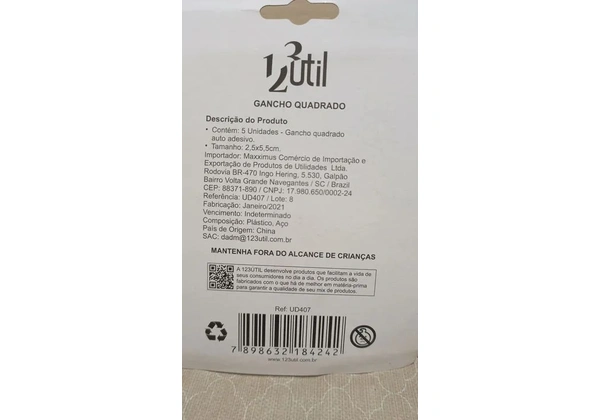 123útil
GANCHO QUADRADO
Descrição do Produto
• Contém: 5 Unidades - Gancho quadrado
auto adesivo.
• Tamanho: 2,5x5,5cm.
Importador: Maxximus Comércio de Importação e
Exportação de Produtos de Utilidades Ltda.
Rodovia BR-470 Ingo Hering, 5.530, Galpão
Bairro Volta Grande Navegantes / SC / Brazil
CEP: 88371-890 / CNPJ: 17.980.650/0002-24
Referência: UD407 / Lote: 8
Fabricação: Janeiro/2021
Vencimento: Indeterminado
Composição: Plástico, Aço
País de Origem: China
SAC: dadm@123util.com.br
MANTENHA FORA DO ALCANCE DE CRIANÇAS
A 123ÚTIL desenvolve produtos que facilitam a vida de
seus consumidores no dia a dia. Os produtos são
fabricados com o que há de melhor em matéria-prima
para garantir a qualidade de seu mix de produtos.
Ref: UD407
7 898632 184242
www.123util.com.br